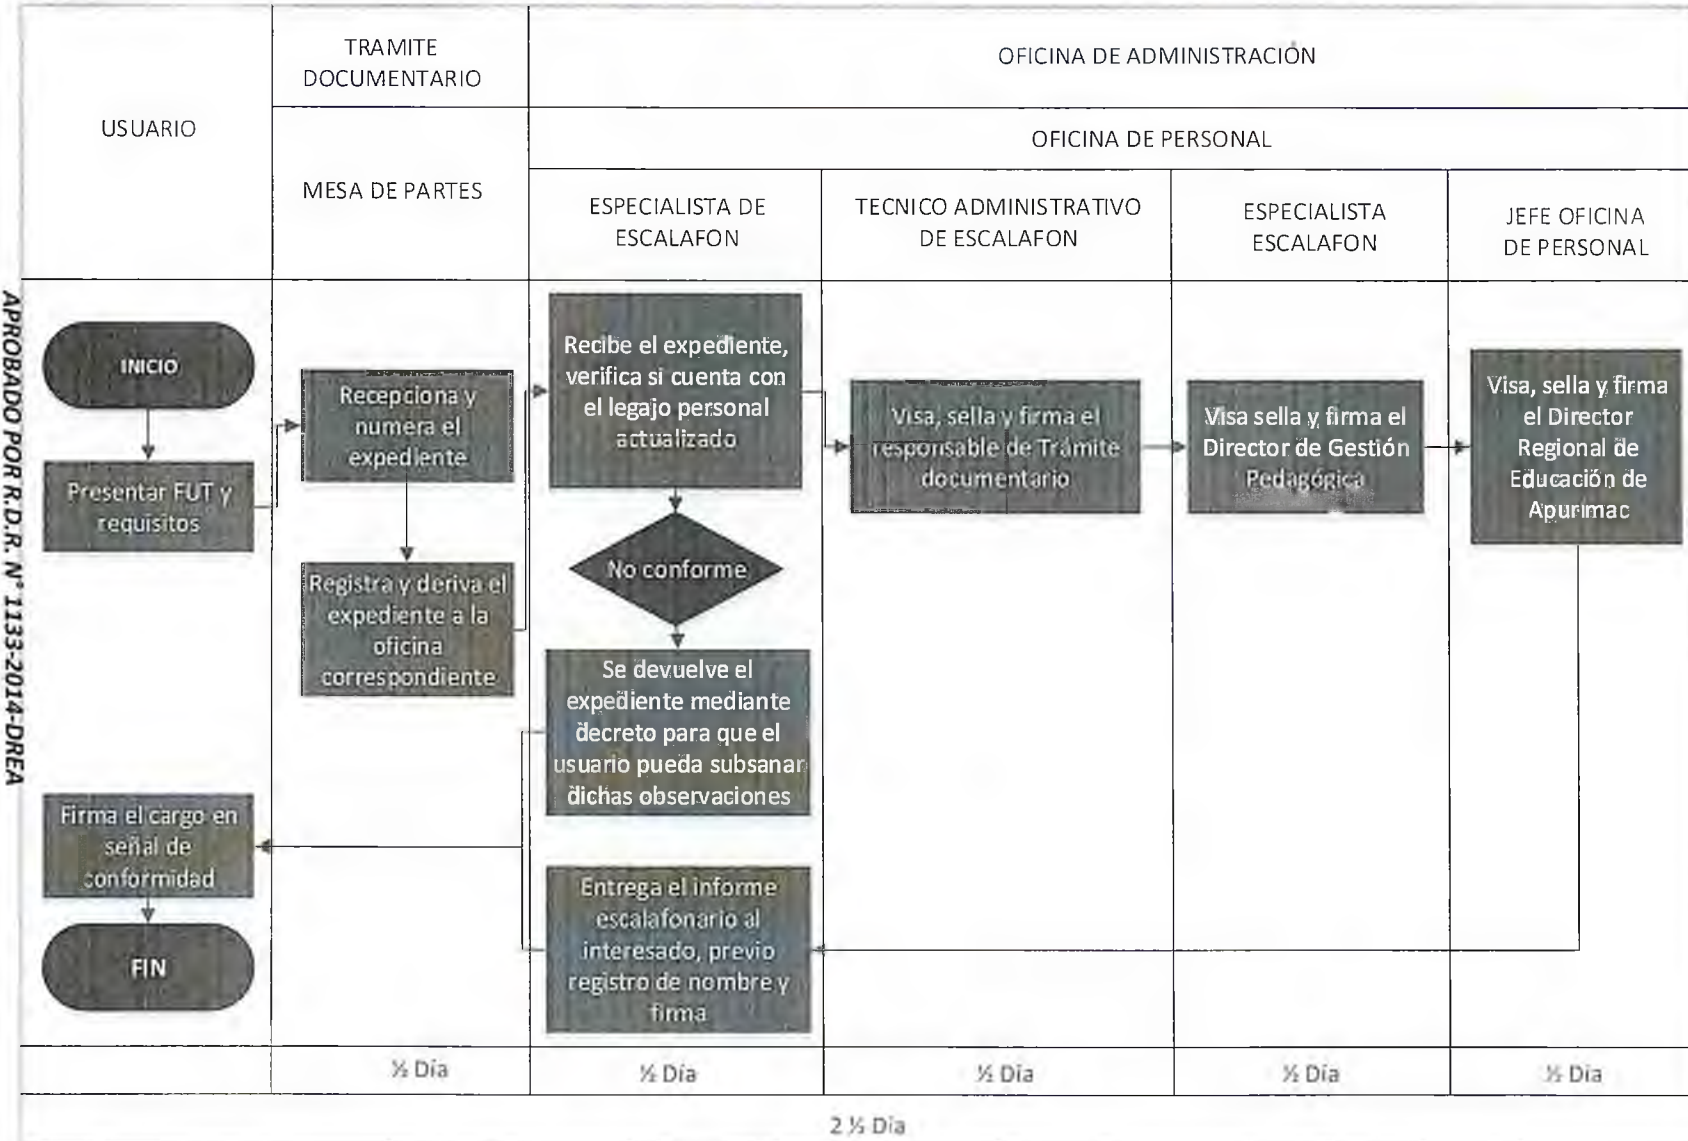 TRAMITE
DOCUMENTARIO
OFICINA DE ADMINISTRACIÓN
USUARIO
OFICINA DE PERSONAL
MESA DE PARTES
ESPECIALISTA DE
ESCALAFON
TECNICO ADMINISTRATIVO
DE ESCALAFON
ESPECIALISTA
ESCALAFON
JEFE OFICINA
DE PERSONAL
APROBADO POR R.D.R. N° 1133-2014-DREA
INICIO
Presentar FUT y
requisitos
Recepciona y
numera el
expediente
Registra y deriva el
expediente a la
oficina
correspondiente
Recibe el expediente,
verifica si cuenta con
el legajo personal
actualizado
No conforme
Se devuelve el
expediente mediante
decreto para que el
usuario pueda subsanar
dichas observaciones
Visa, sella y firma el
responsable de Trámite
documentario
Visa sella y firma el
Director de Gestión
Pedagógica
Visa, sella y firma
el Director
Regional de
Educación de
Apurimac
Entrega el informe
escalafonario al
interesado, previo
registro de nombre y
firma
Firma el cargo en
señal de
conformidad
FIN
½ Día
½ Día
½ Día
½ Día
½ Día
2 ½ Día